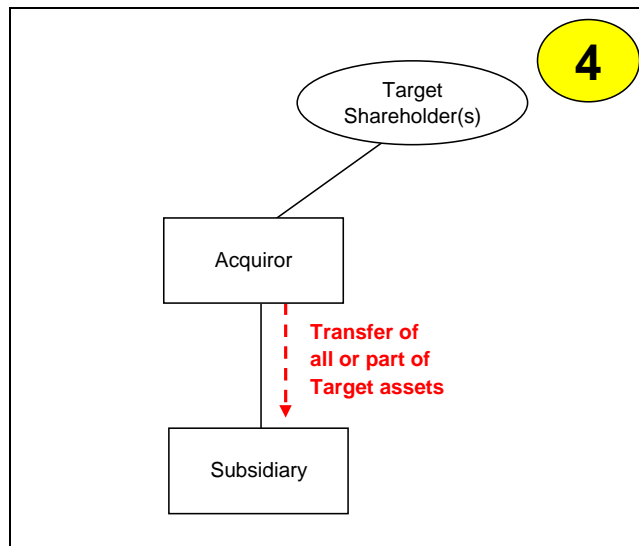 4
Target
Shareholder(s)
Acquiror
Transfer of
all or part of
Target assets
Subsidiary